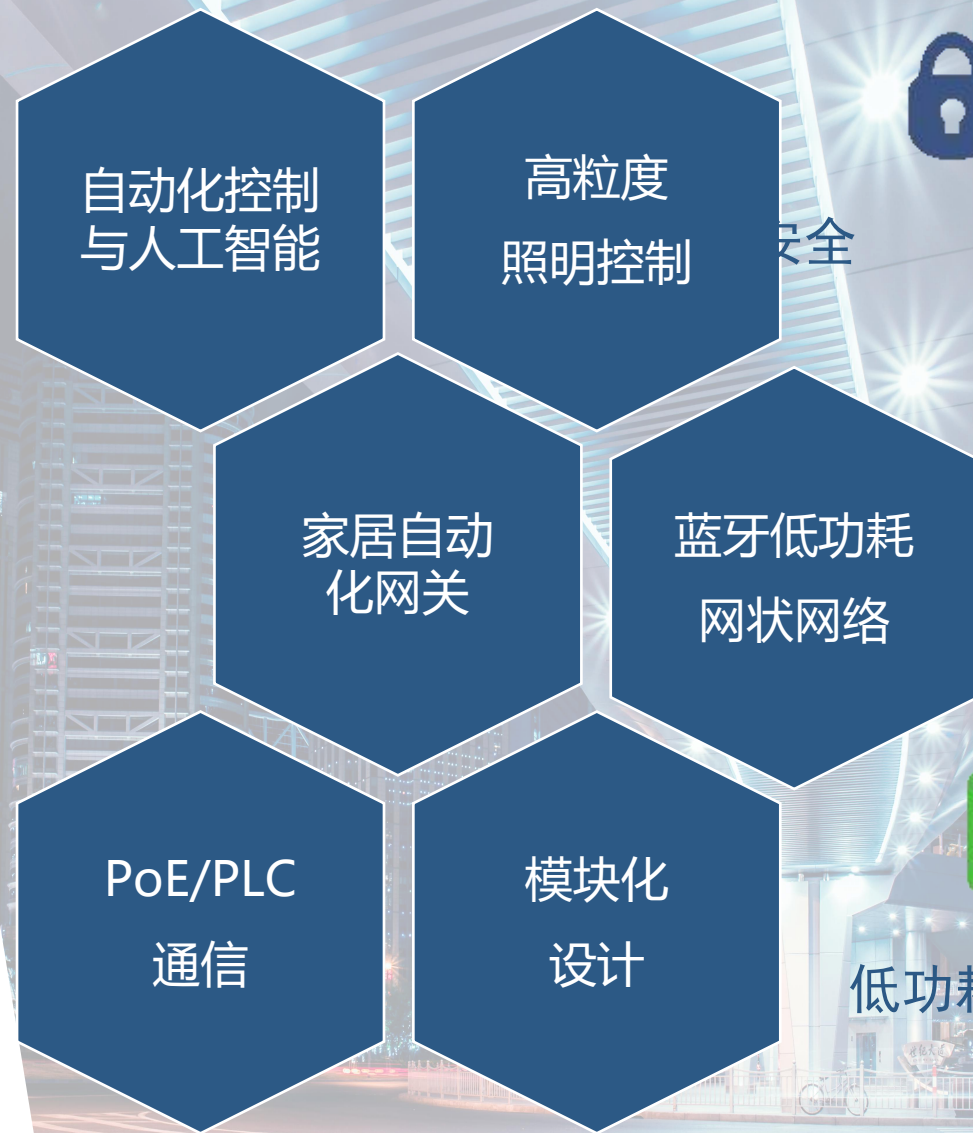 自动化控制
与人工智能
高粒度
照明控制
安全
家居自动
化网关
蓝牙低功耗
网状网络
PoE/PLC
通信
模块化
设计
低功耗